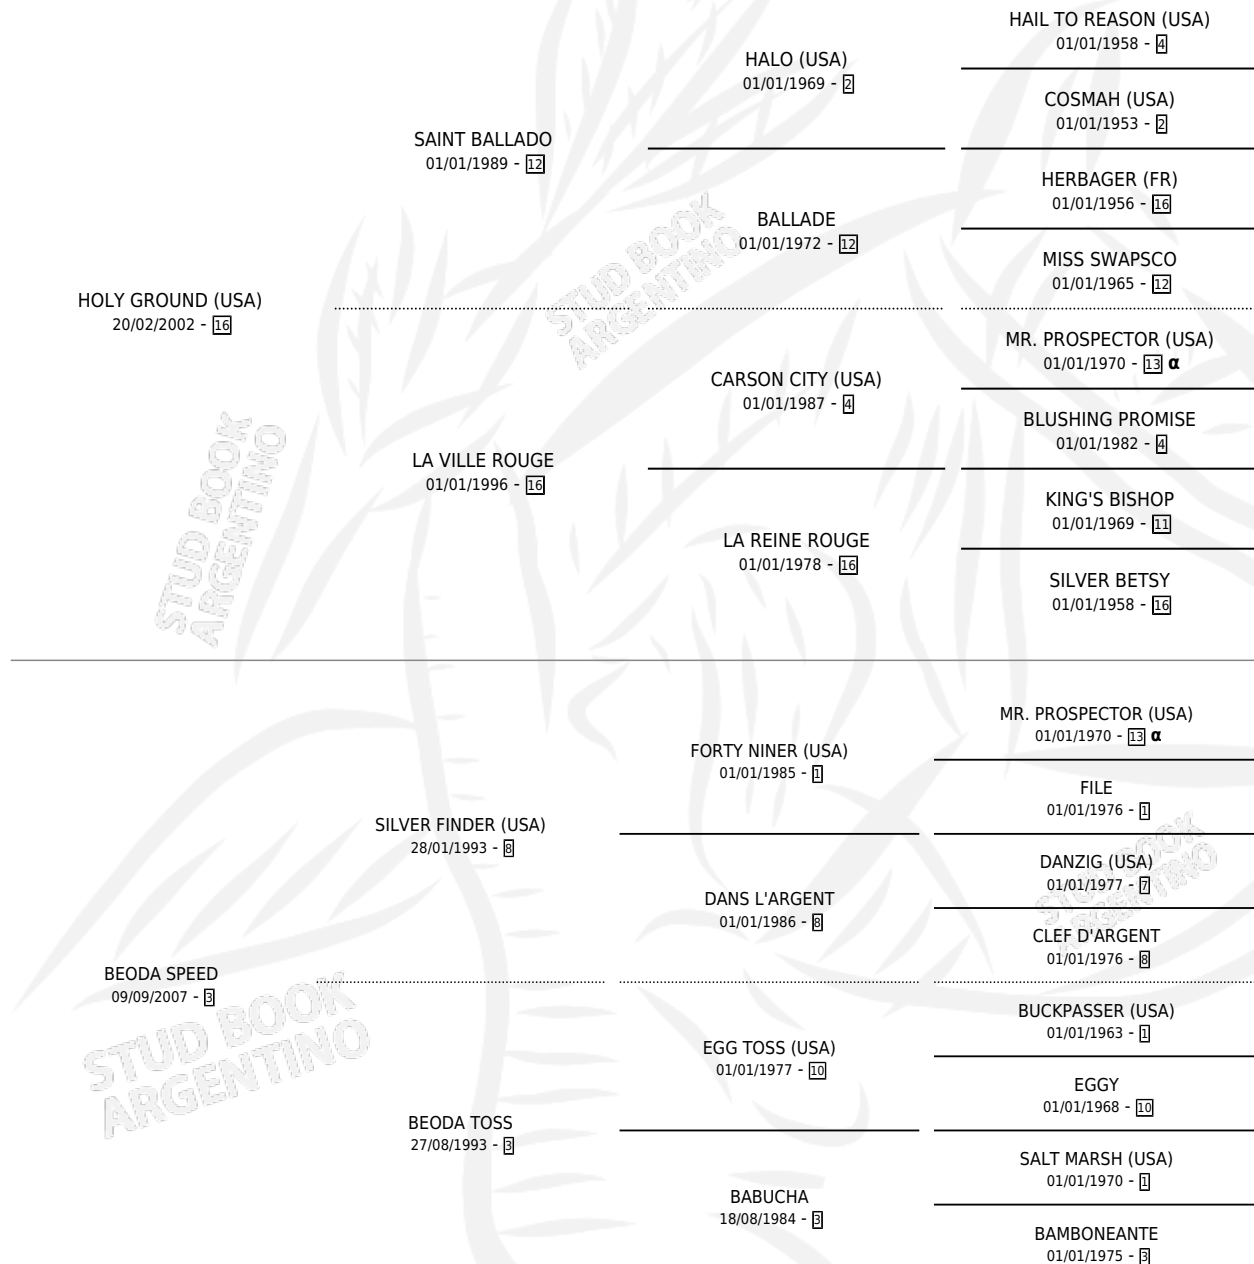 HAIL TO REASON (USA)
01/01/1958 - 4
HALO (USA)
01/01/1969 - 2
COSMAH (USA)
01/01/1953 - 2
SAINT BALLADO
01/01/1989 - 12
HERBAGER (FR)
01/01/1956 - 16
BALLADE
01/01/1972 - 12
MISS SWAPSCO
01/01/1965 - 12
STUD BOOK
ARGENTINO
HOLY GROUND (USA)
20/02/2002 - 16
MR. PROSPECTOR (USA)
01/01/1970 - 13 α
CARSON CITY (USA)
01/01/1987 - 4
BLUSHING PROMISE
01/01/1982 - 4
LA VILLE ROUGE
01/01/1996 - 16
KING'S BISHOP
01/01/1969 - 11
LA REINE ROUGE
01/01/1978 - 16
SILVER BETSY
01/01/1958 - 16
STUD BOOK
ARGENTINO
MR. PROSPECTOR (USA)
01/01/1970 - 13 α
FORTY NINER (USA)
01/01/1985 - 1
FILE
01/01/1976 - 1
SILVER FINDER (USA)
28/01/1993 - 8
DANZIG (USA)
01/01/1977 - 7
DANS L'ARGENT
01/01/1986 - 8
CLEF D'ARGENT
01/01/1976 - 8
STUD BOOK
ARGENTINO
BEODA SPEED
09/09/2007 - 3
BUCKPASSER (USA)
01/01/1963 - 1
EGG TOSS (USA)
01/01/1977 - 10
EGGY
01/01/1968 - 10
STUD BOOK
ARGENTINO
BEODA TOSS
27/08/1993 - 3
SALT MARSH (USA)
01/01/1970 - 1
BABUCHA
18/08/1984 - 3
BAMBONEANTE
01/01/1975 - 3